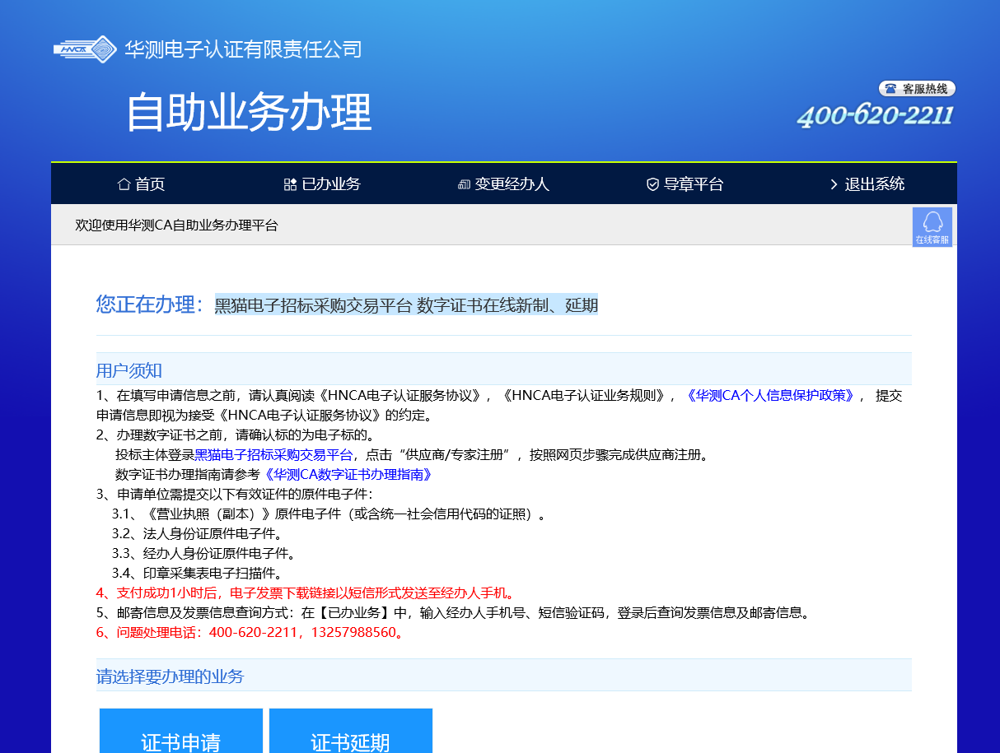 HNCA 华测电子认证有限责任公司
自助业务办理
客服热线
400-620-2211
首页 已办业务 变更经办人 导章平台 退出系统
欢迎使用华测CA自助业务办理平台
在线客服
您正在办理：黑猫电子招标采购交易平台 数字证书在线新制、延期
用户须知
1、在填写申请信息之前，请认真阅读《HNCA电子认证服务协议》，《HNCA电子认证业务规则》，《华测CA个人信息保护政策》， 提交
申请信息即视为接受《HNCA电子认证服务协议》的约定。
2、办理数字证书之前，请确认标的为电子标的。
投标主体登录黑猫电子招标采购交易平台，点击“供应商/专家注册”，按照网页步骤完成供应商注册。
数字证书办理指南请参考《华测CA数字证书办理指南》
3、申请单位需提交以下有效证件的原件电子件：
3.1、《营业执照（副本）》原件电子件（或含统一社会信用代码的证照）。
3.2、法人身份证原件电子件。
3.3、经办人身份证原件电子件。
3.4、印章采集表电子扫描件。
4、支付成功1小时后，电子发票下载链接以短信形式发送至经办人手机。
5、邮寄信息及发票信息查询方式：在【已办业务】中，输入经办人手机号、短信验证码，登录后查询发票信息及邮寄信息。
6、问题处理电话：400-620-2211，13257988560。
请选择要办理的业务
证书申请 证书延期